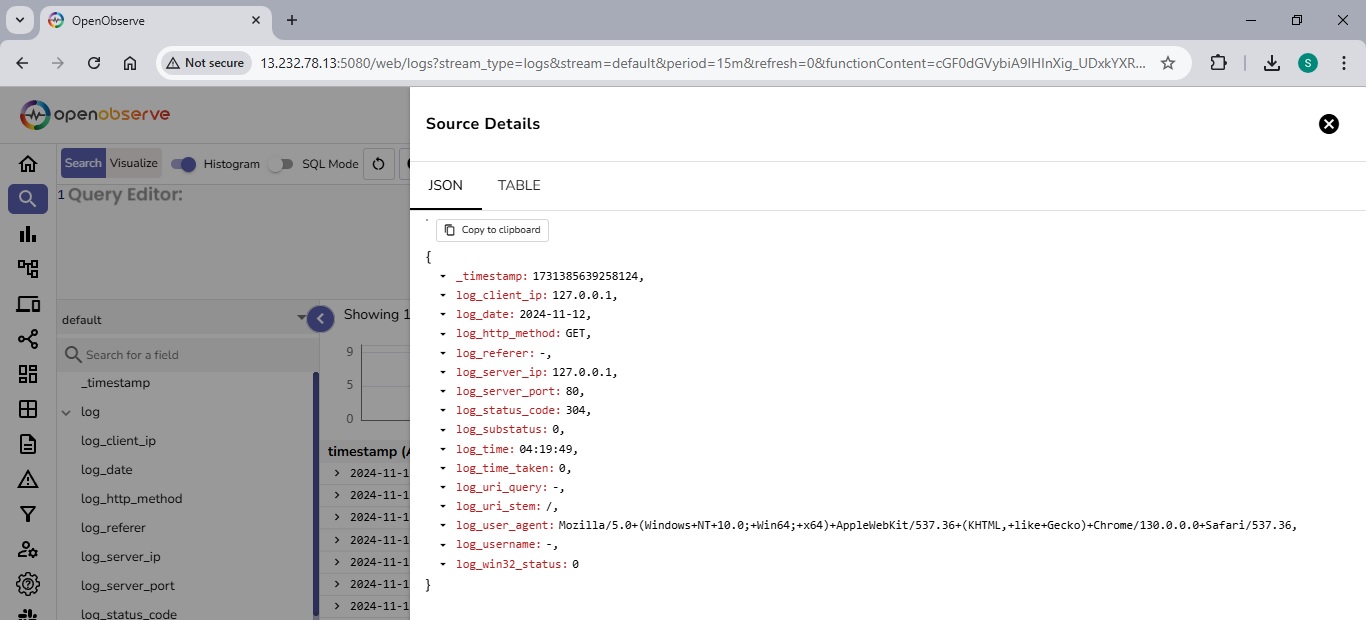 OpenObserve
Not secure
13.232.78.13:5080/web/logs?stream_type=logs&stream=default&period=15m&refresh=0&functionContent=cGF0dGVybiA9IHInXig_UDxkYXR...
S
openobserve
Search
Visualize
Histogram
SQL Mode
1
Query Editor:
default
Search for a field
_timestamp
log
log_client_ip
log_date
log_http_method
log_referer
log_server_ip
log_server_port
log_status_code
Showing 1
9
5
0
timestamp (A
2024-11-1
2024-11-1
2024-11-1
2024-11-1
2024-11-1
2024-11-1
2024-11-1
Source Details
JSON
TABLE
Copy to clipboard
{
_timestamp: 1731385639258124,
log_client_ip: 127.0.0.1,
log_date: 2024-11-12,
log_http_method: GET,
log_referer: -,
log_server_ip: 127.0.0.1,
log_server_port: 80,
log_status_code: 304,
log_substatus: 0,
log_time: 04:19:49,
log_time_taken: 0,
log_uri_query: -,
log_uri_stem: /,
log_user_agent: Mozilla/5.0+(Windows+NT+10.0;+Win64;+x64)+AppleWebKit/537.36+(KHTML,+like+Gecko)+Chrome/130.0.0.0+Safari/537.36,
log_username: -,
log_win32_status: 0
}